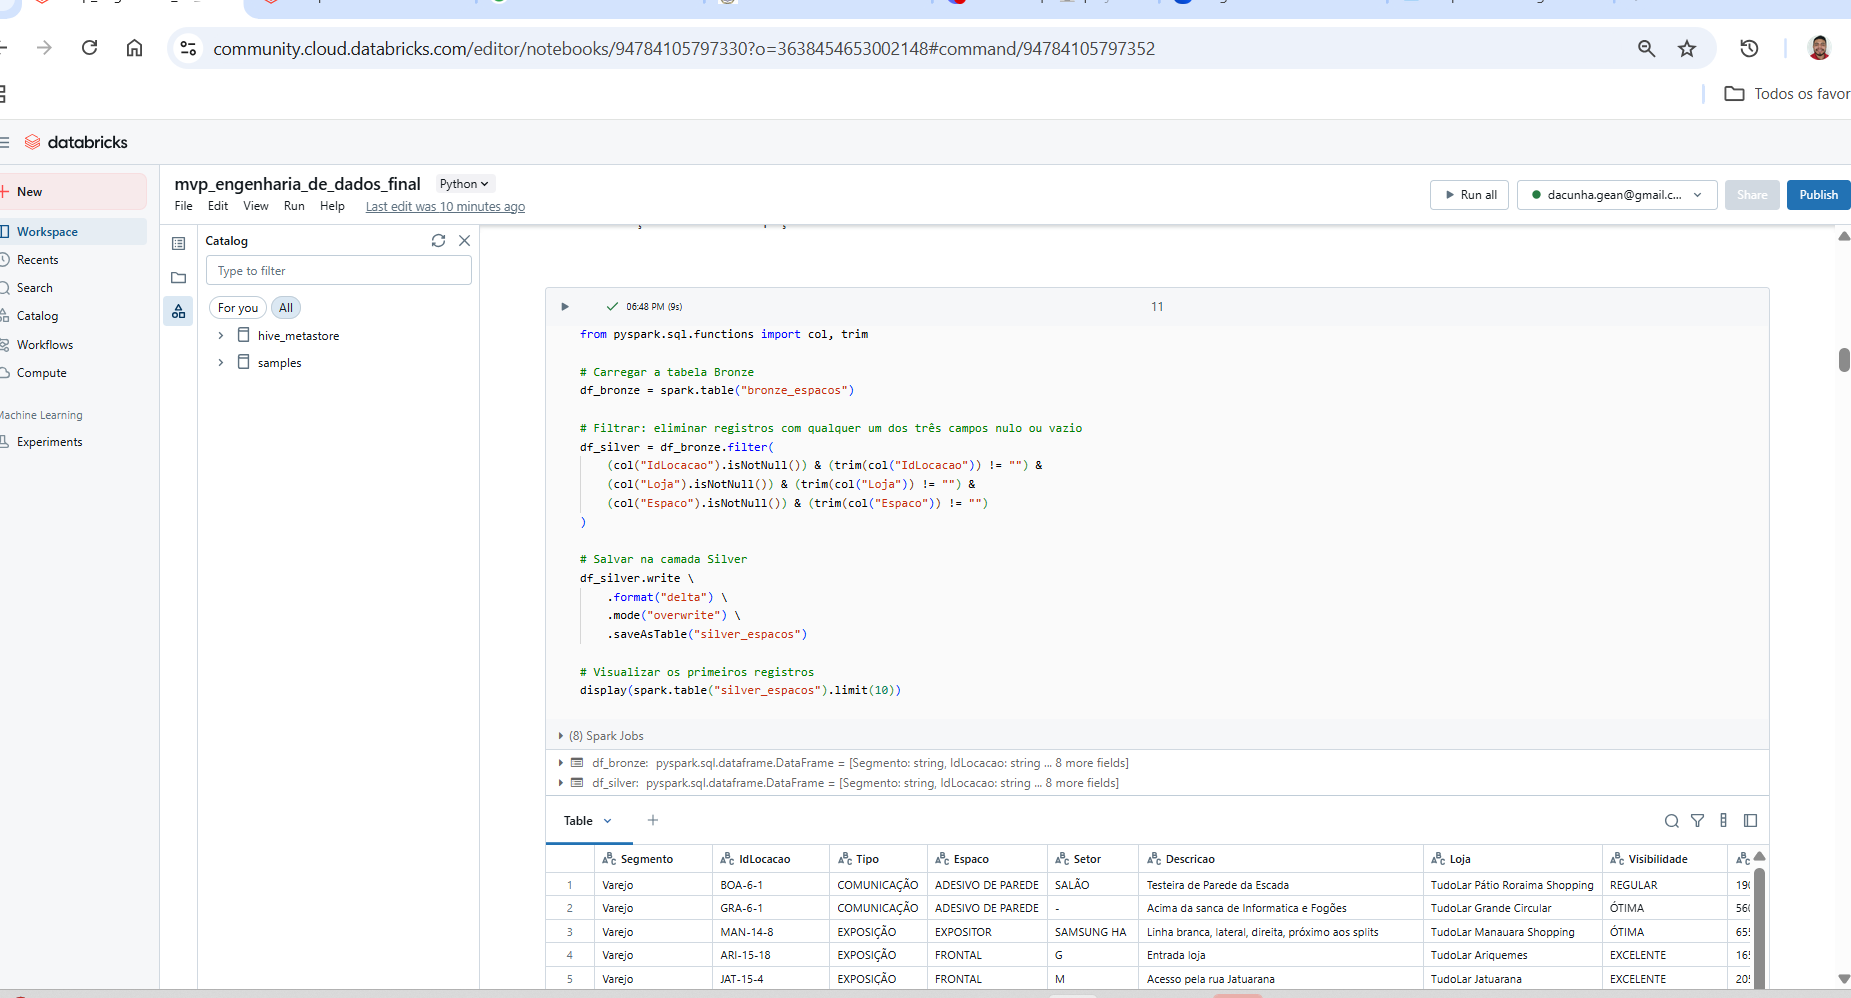 community.cloud.databricks.com/editor/notebooks/94784105797330?o=3638454653002148#command/94784105797352
Todos os favor
databricks
New
Workspace
Recents
Search
Catalog
Workflows
Compute
Machine Learning
Experiments
mvp_engenharia_de_dados_final Python
File Edit View Run Help Last edit was 10 minutes ago
Run all dacunha.gean@gmail.c... Share Publish
Catalog
Type to filter
For you All
hive_metastore
samples
06:48 PM (9s) 11
from pyspark.sql.functions import col, trim
# Carregar a tabela Bronze
df_bronze = spark.table("bronze_espacos")
# Filtrar: eliminar registros com qualquer um dos três campos nulo ou vazio
df_silver = df_bronze.filter(
(col("IdLocacao").isNotNull()) & (trim(col("IdLocacao")) != "") &
(col("Loja").isNotNull()) & (trim(col("Loja")) != "") &
(col("Espaco").isNotNull()) & (trim(col("Espaco")) != "")
)
# Salvar na camada Silver
df_silver.write \
.format("delta") \
.mode("overwrite") \
.saveAsTable("silver_espacos")
# Visualizar os primeiros registros
display(spark.table("silver_espacos").limit(10))
(8) Spark Jobs
df_bronze: pyspark.sql.dataframe.DataFrame = [Segmento: string, IdLocacao: string ... 8 more fields]
df_silver: pyspark.sql.dataframe.DataFrame = [Segmento: string, IdLocacao: string ... 8 more fields]
Table +
Segmento IdLocacao Tipo Espaco Setor Descricao Loja Visibilidade
1 Varejo BOA-6-1 COMUNICAÇÃO ADESIVO DE PAREDE SALÃO Testeira de Parede da Escada TudoLar Pátio Roraima Shopping REGULAR 190
2 Varejo GRA-6-1 COMUNICAÇÃO ADESIVO DE PAREDE - Acima da sanca de Informatica e Fogões TudoLar Grande Circular ÓTIMA 560
3 Varejo MAN-14-8 EXPOSIÇÃO EXPOSITOR SAMSUNG HA Linha branca, lateral, direita, próximo aos splits TudoLar Manauara Shopping ÓTIMA 65
4 Varejo ARI-15-18 EXPOSIÇÃO FRONTAL G Entrada loja TudoLar Ariquemes EXCELENTE 16
5 Varejo JAT-15-4 EXPOSIÇÃO FRONTAL M Acesso pela rua Jatuarana TudoLar Jatuarana EXCELENTE 20